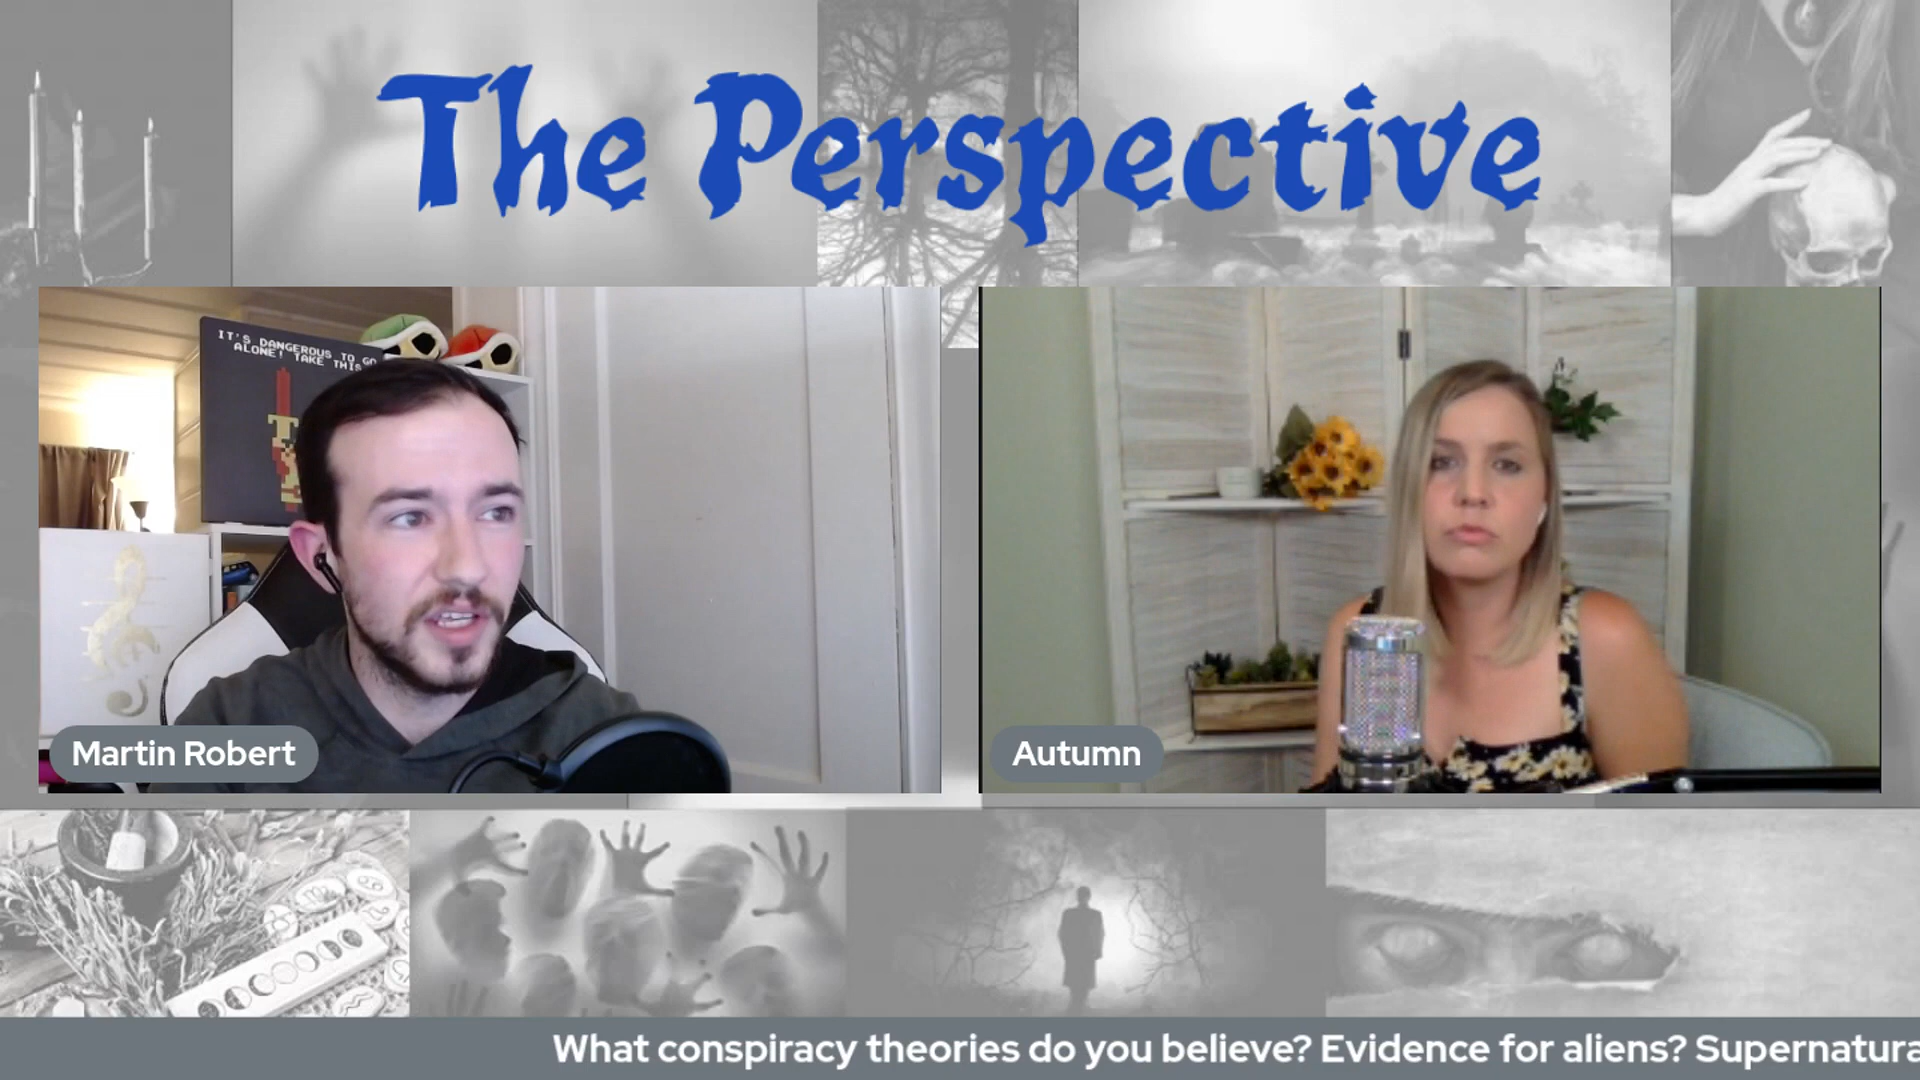 The Perspective
IT'S DANGEROUS TO GO
ALONE! TAKE THIS
Martin Robert
Autumn
What conspiracy theories do you believe? Evidence for aliens? Supernatura